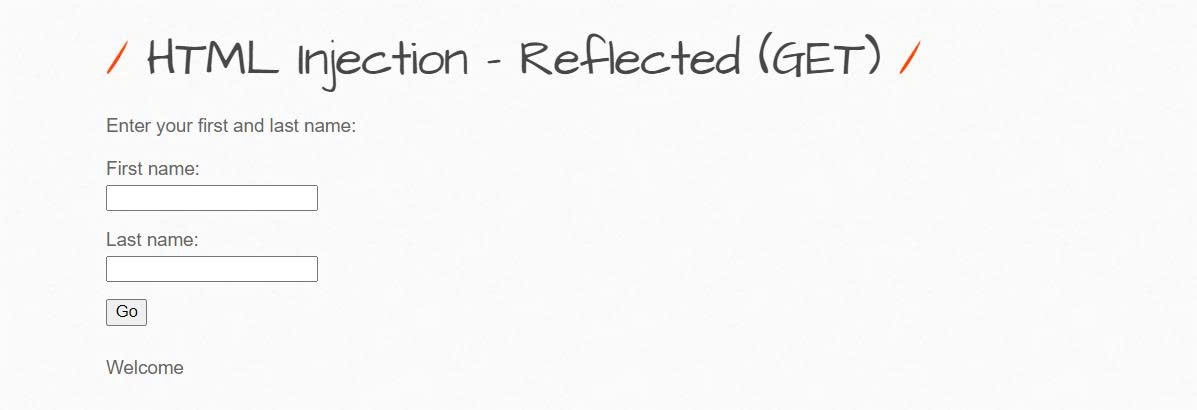 / HTML Injection - Reflected (GET) /
Enter your first and last name:
First name:
Last name:
Go
Welcome